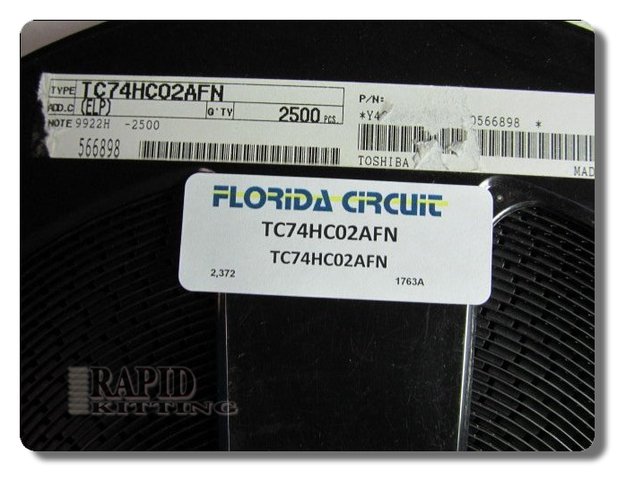 TYPE TC74HC02AFN
ADD.C (ELP) Q'TY 2500 PCS.
NOTE 9922H -2500
566898
P/N:
0566898 *
TOSHIBA
MAD
FLORIDA CIRCUIT
TC74HC02AFN
TC74HC02AFN
2,372 1763A
RAPID
KITTING